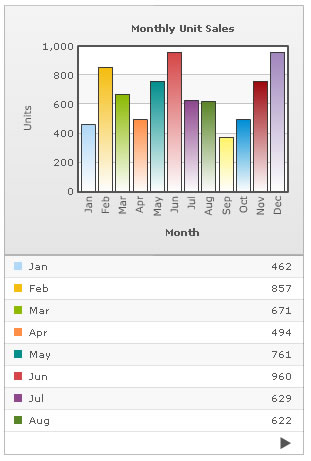 Monthly Unit Sales
1,000
800
600
400
200
0
Units
Jan Feb Mar Apr May Jun Jul Aug Sep Oct Nov Dec
Month
Jan 462
Feb 857
Mar 671
Apr 494
May 761
Jun 960
Jul 629
Aug 622